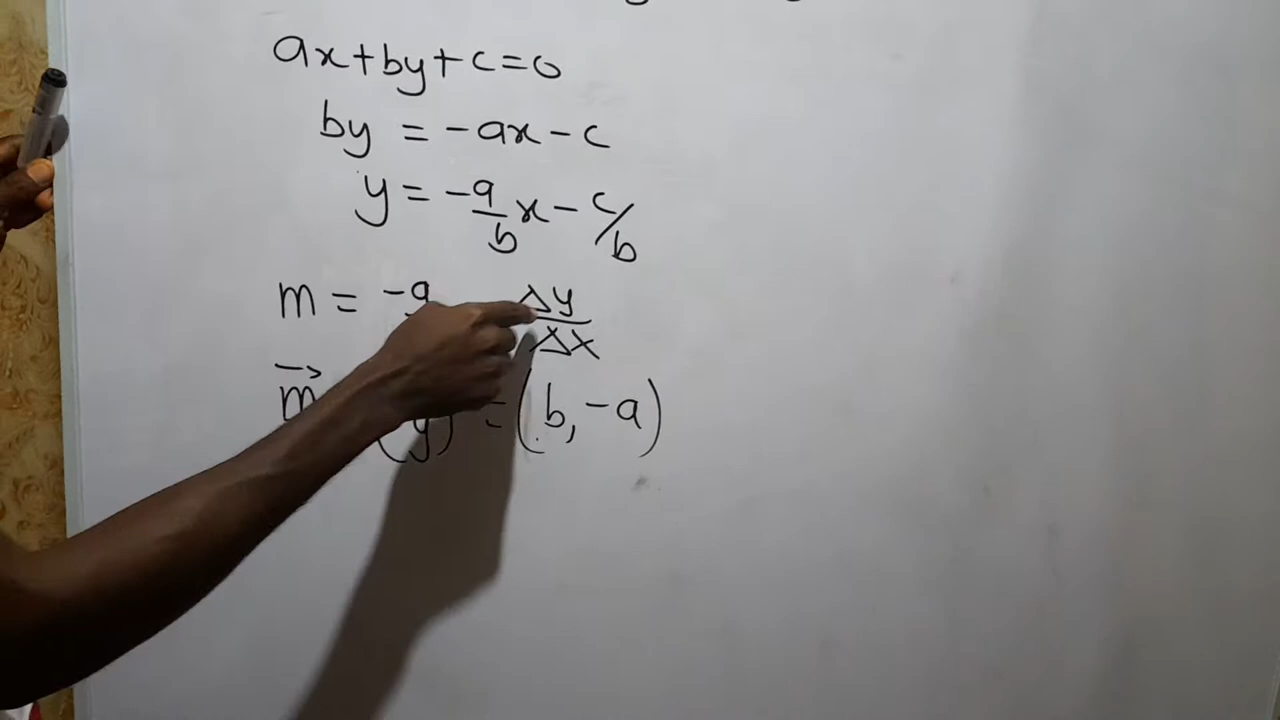 ax+by+c=0
by = -ax-c
y = -a/b x - c/b
m = -a Δy/Δx
m⃗ (y) = (b, -a)